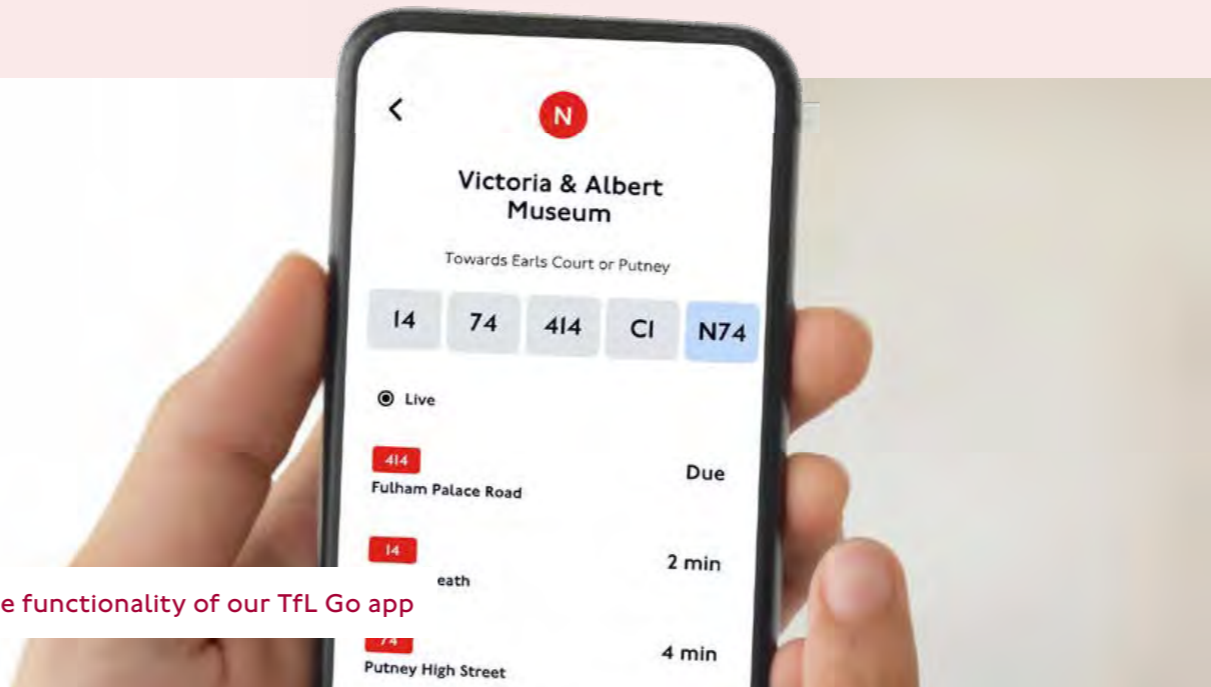 N
Victoria & Albert
Museum
Towards Earls Court or Putney
14 74 414 C1 N74
Live
414
Due
Fulham Palace Road
14
2 min
eath
e functionality of our TfL Go app
74
4 min
Putney High Street